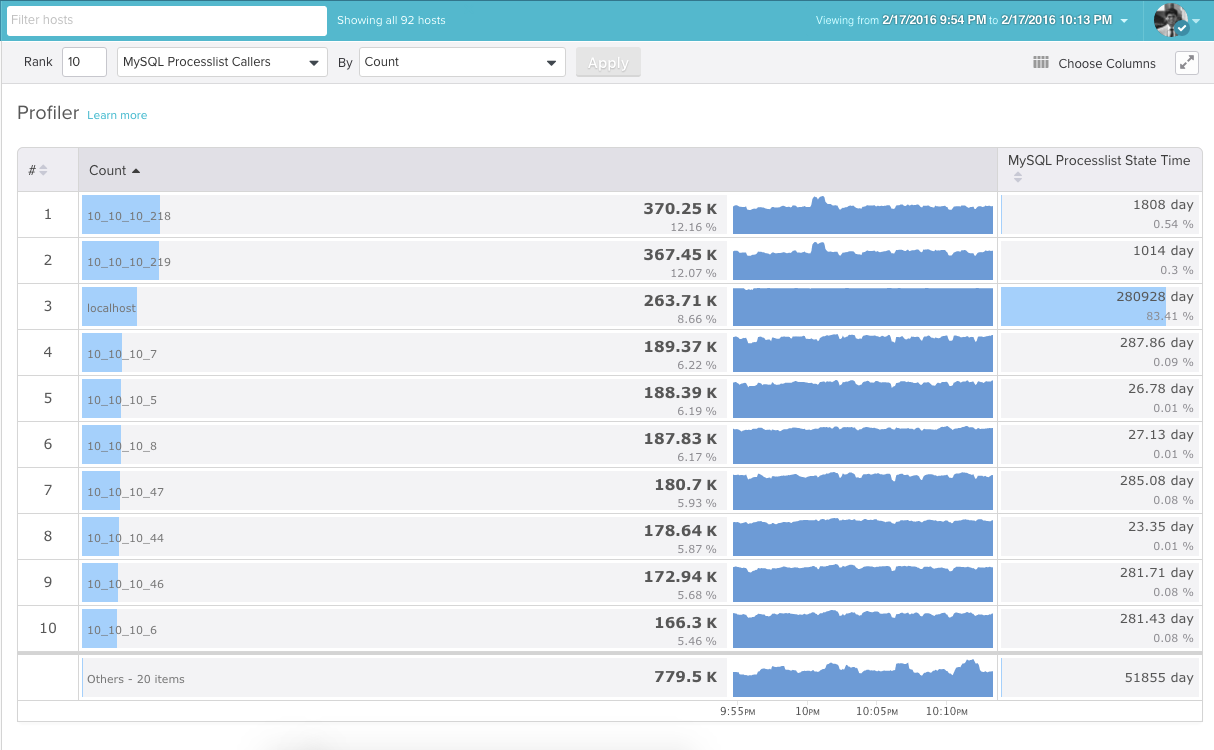 Filter hosts Showing all 92 hosts Viewing from 2/17/2016 9:54 PM to 2/17/2016 10:13 PM
Rank 10 MySQL Processlist Callers By Count Apply Choose Columns
Profiler Learn more
# Count MySQL Processlist State Time
1 10_10_10_218 370.25 K 1808 day
12.16 % 0.54 %
2 10_10_10_219 367.45 K 1014 day
12.07 % 0.3 %
3 localhost 263.71 K 280928 day
8.66 % 83.41 %
4 10_10_10_7 189.37 K 287.86 day
6.22 % 0.09 %
5 10_10_10_5 188.39 K 26.78 day
6.19 % 0.01 %
6 10_10_10_8 187.83 K 27.13 day
6.17 % 0.01 %
7 10_10_10_47 180.7 K 285.08 day
5.93 % 0.08 %
8 10_10_10_44 178.64 K 23.35 day
5.87 % 0.01 %
9 10_10_10_46 172.94 K 281.71 day
5.68 % 0.08 %
10 10_10_10_6 166.3 K 281.43 day
5.46 % 0.08 %
Others - 20 items 779.5 K 51855 day
9:55PM 10PM 10:05PM 10:10PM